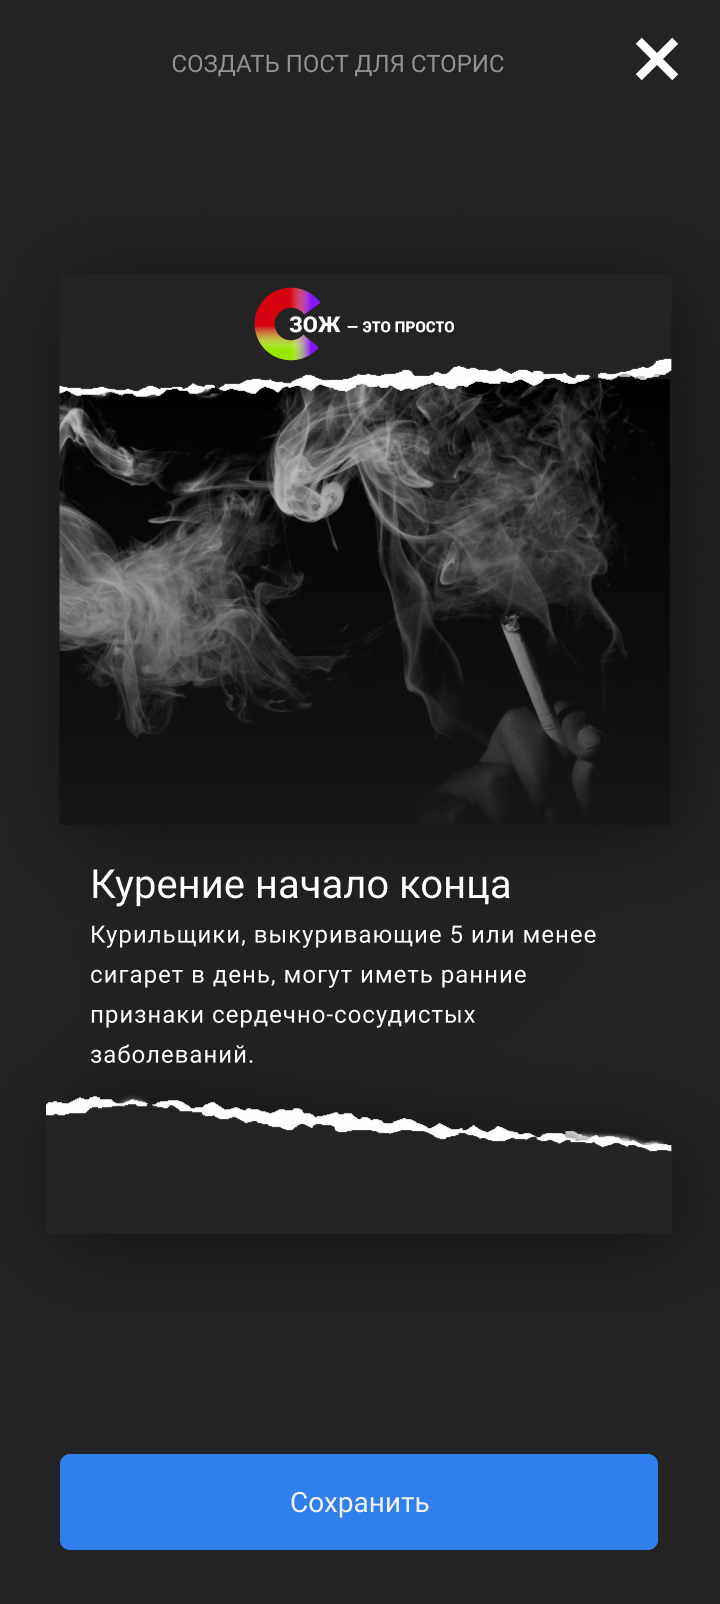 СОЗДАТЬ ПОСТ ДЛЯ СТОРИС
ЗОЖ – ЭТО ПРОСТО
Курение начало конца
Курильщики, выкуривающие 5 или менее
сигарет в день, могут иметь ранние
признаки сердечно-сосудистых
заболеваний.
Сохранить